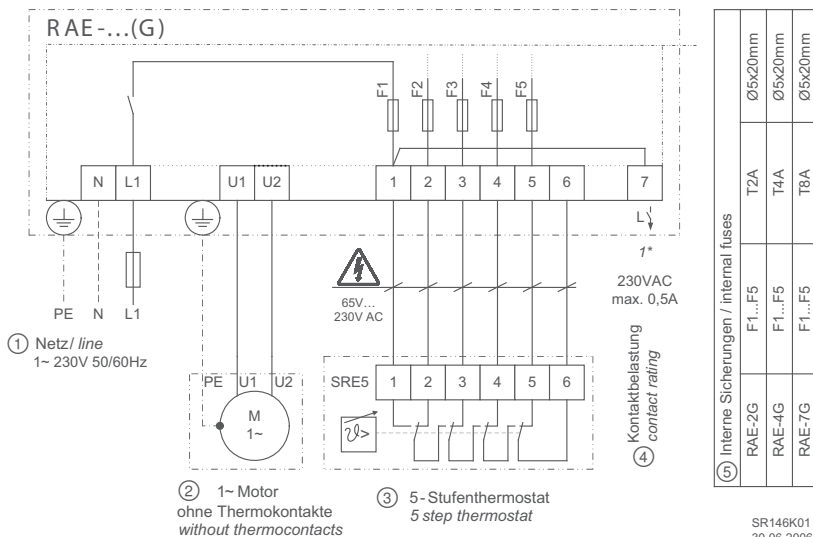 RAE-...(G)
F1
F2
F3
F4
F5
N L1 U1 U2 1 2 3 4 5 6 7
L
1*
230VAC
max. 0,5A
65V...
230V AC
PE N L1
① Netz/ line
1~ 230V 50/60Hz
PE U1 U2
M
1~
② 1~ Motor
ohne Thermokontakte
without thermocontacts
SRE5 1 2 3 4 5 6
ϑ>
③ 5-Stufenthermostat
5 step thermostat
④ Kontaktbelastung
contact rating
⑤ Interne Sicherungen / internal fuses
RAE-2G F1...F5 T2A Ø5x20mm
RAE-4G F1...F5 T4A Ø5x20mm
RAE-7G F1...F5 T8A Ø5x20mm
SR146K01
30.06.2006